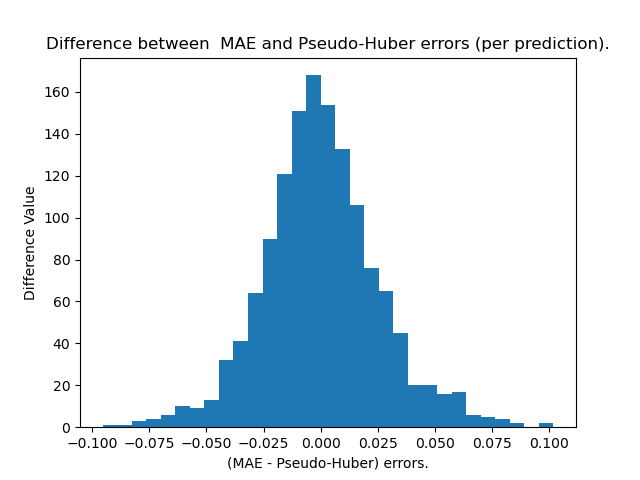 Difference between  MAE and Pseudo-Huber errors (per prediction).
160
140
120
100
80
60
40
20
0
Difference Value
−0.100 −0.075 −0.050 −0.025 0.000 0.025 0.050 0.075 0.100
(MAE - Pseudo-Huber) errors.